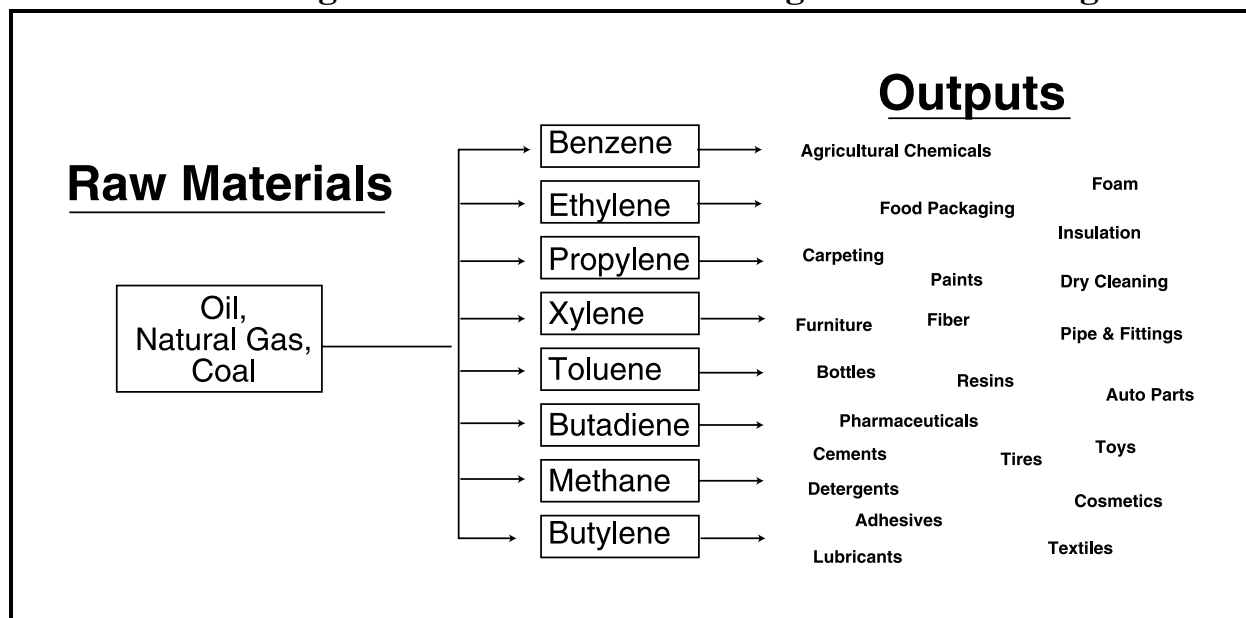 Outputs
Raw Materials
Oil,
Natural Gas,
Coal
Benzene
Ethylene
Propylene
Xylene
Toluene
Butadiene
Methane
Butylene
Agricultural Chemicals
Foam
Food Packaging
Insulation
Carpeting
Paints
Dry Cleaning
Furniture
Fiber
Pipe & Fittings
Bottles
Resins
Auto Parts
Pharmaceuticals
Cements
Tires
Toys
Detergents
Cosmetics
Adhesives
Lubricants
Textiles